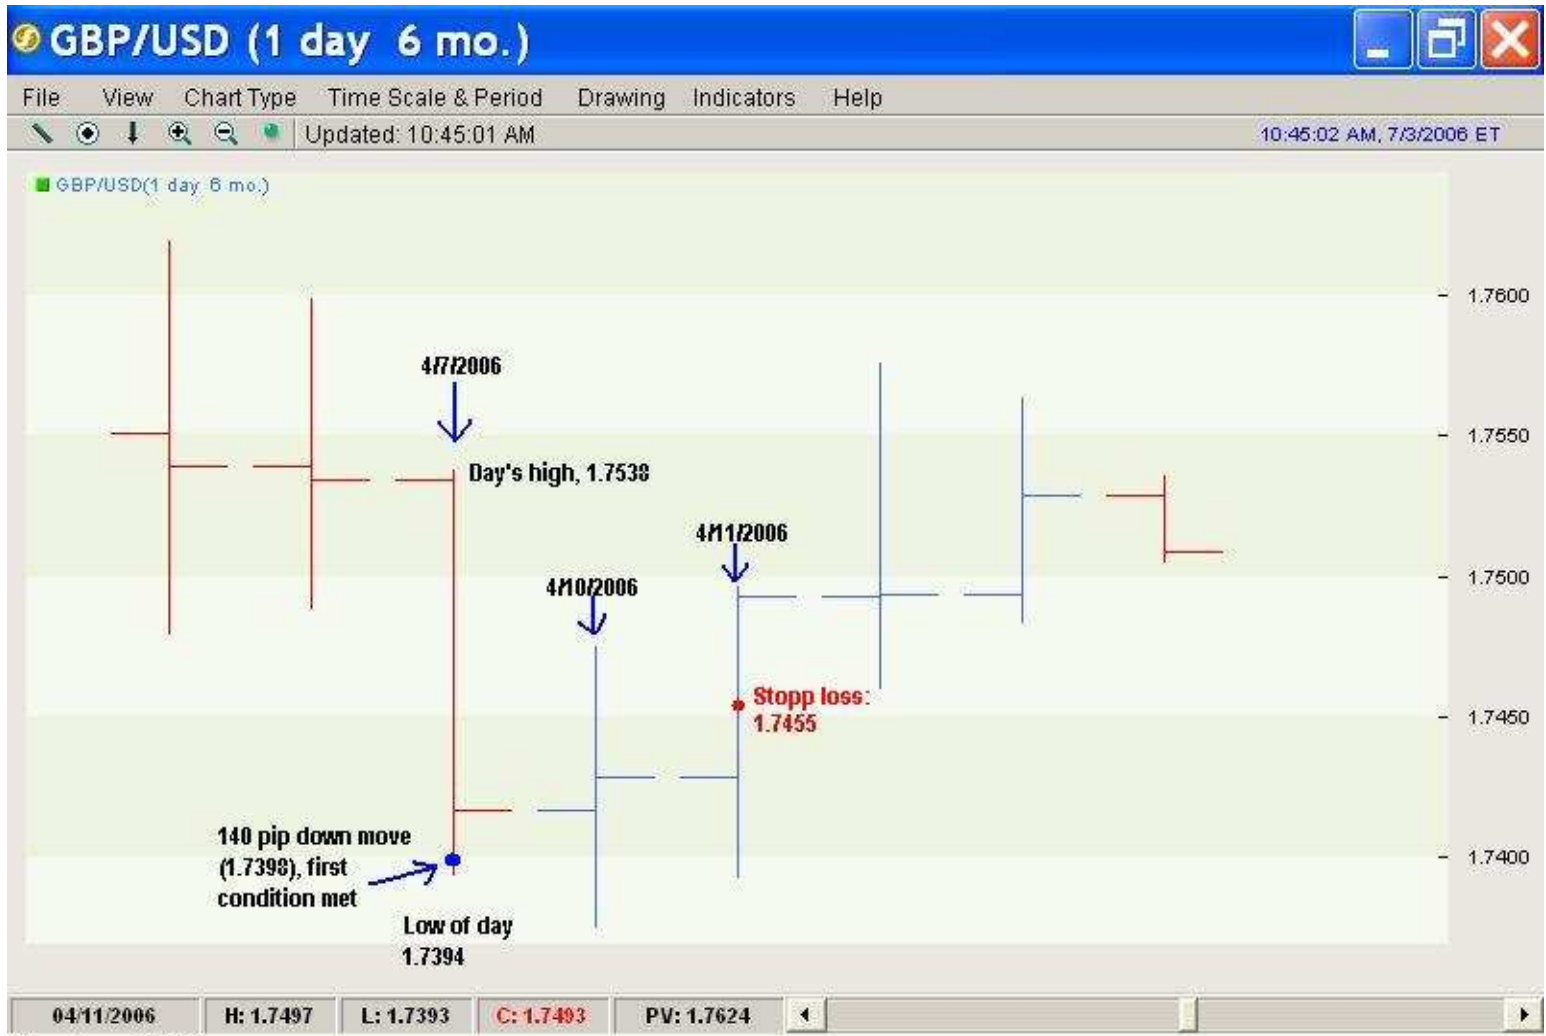 GBP/USD (1 day 6 mo.)
File View Chart Type Time Scale & Period Drawing Indicators Help
Updated: 10:45:01 AM
10:45:02 AM, 7/3/2006 ET
GBP/USD(1 day 6 mo.)
1.7600
4/7/2006
1.7550
Day's high, 1.7538
4/11/2006
1.7500
4/10/2006
Stopp loss:
1.7455
1.7450
140 pip down move
(1.7398), first
condition met
1.7400
Low of day
1.7394
04/11/2006 H: 1.7497 L: 1.7393 C: 1.7493 PV: 1.7624